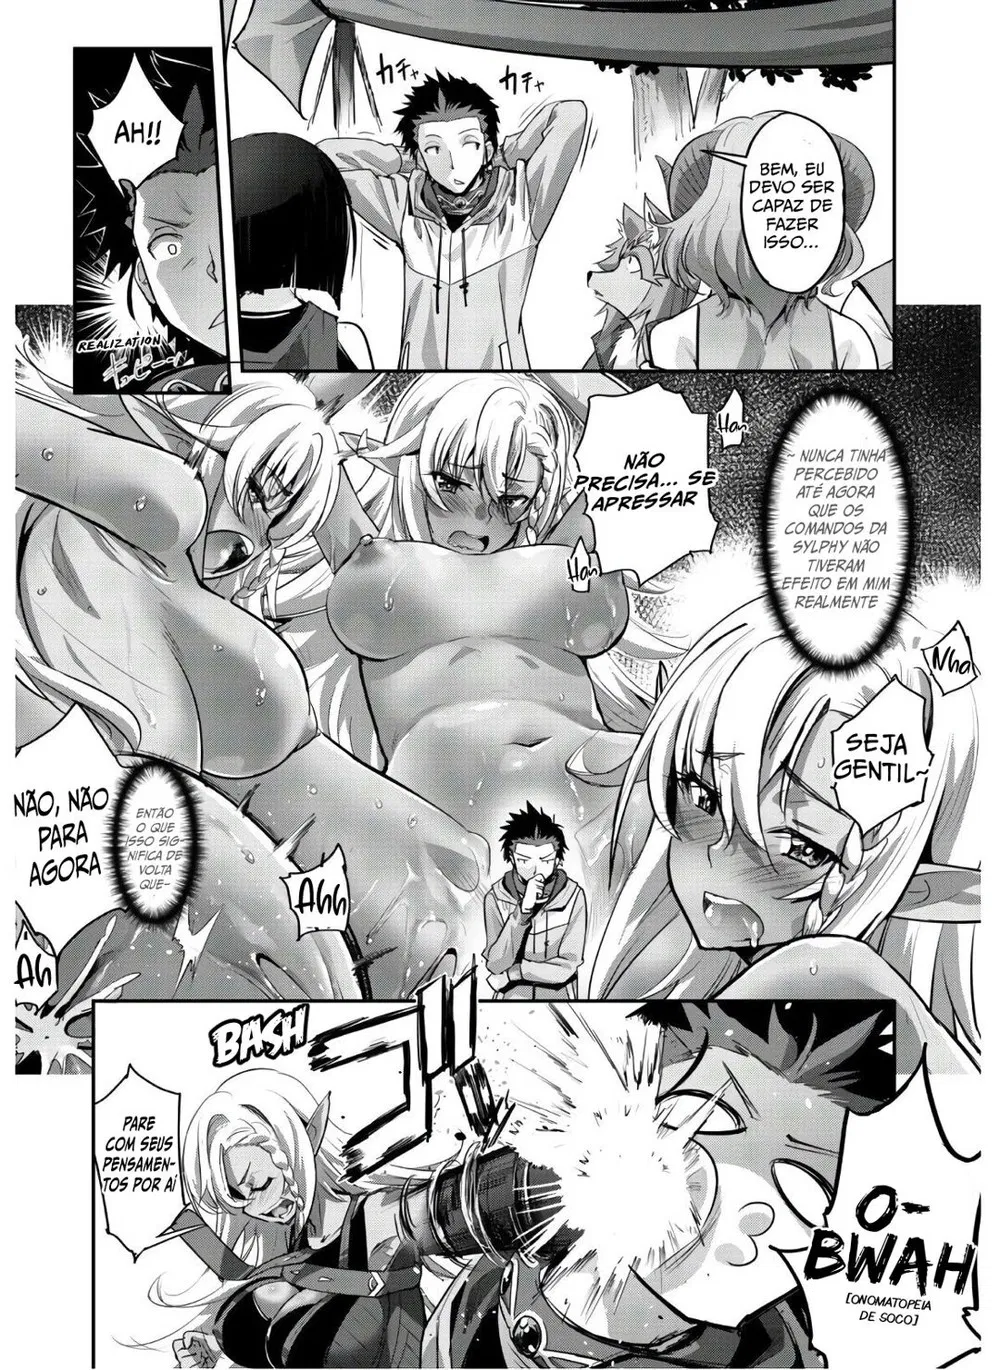 カチャ
カチャ
BEM, EU
DEVO SER
CAPAZ DE
FAZER
ISSO...
AH!!
REALIZATION
NÃO
PRECISA... SE
APRESSAR
Han
Han
~ NUNCA TINHA
PERCEBIDO
ATÉ AGORA
QUE OS
COMANDOS DA
SYLPHY NÃO
TIVERAM
EFEITO EM MIM
REALMENTE
Nha
SEJA
GENTIL~
NÃO, NÃO
PARA
AGORA
ENTÃO
O QUE
ISSO SIG-
NIFICA DE
VOLTA
QUE-
Ahh
Ah
BASH
PARE
COM SEUS
PENSAMEN-
TOS POR AÍ
O-
BWAH
[ONOMATOPEIA
DE SOCO]